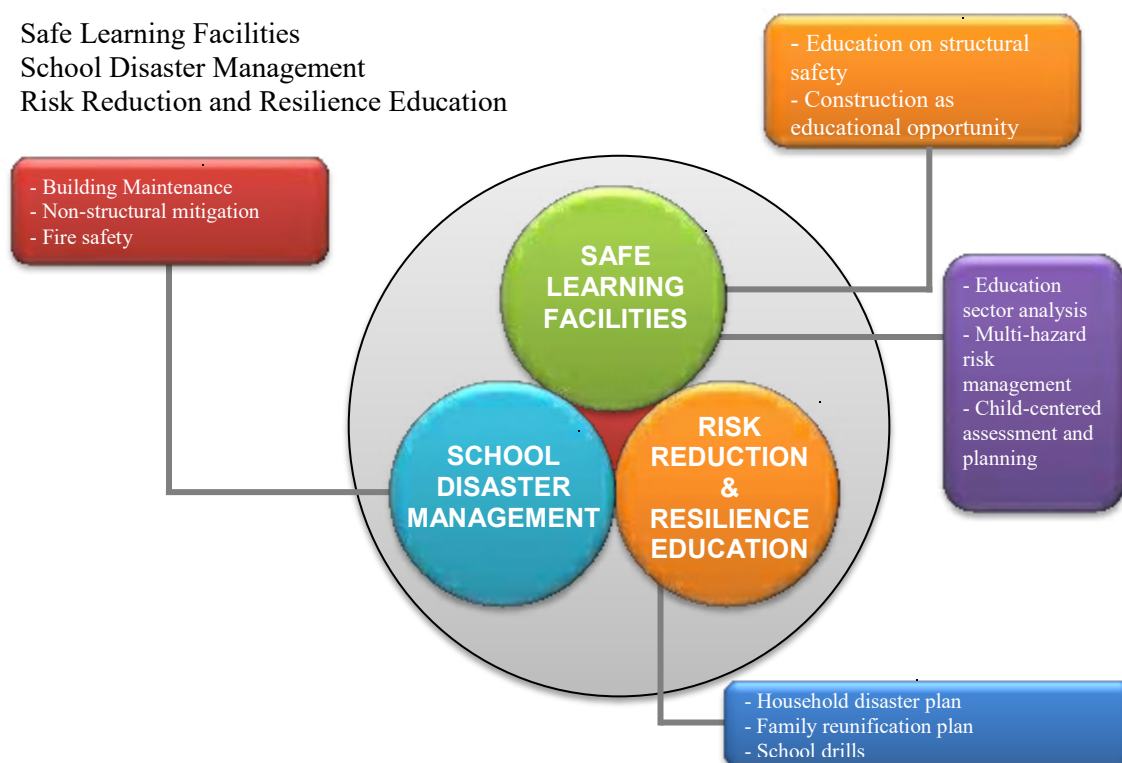 Safe Learning Facilities
School Disaster Management
Risk Reduction and Resilience Education
- Education on structural
safety
- Construction as
educational opportunity
- Building Maintenance
- Non-structural mitigation
- Fire safety
SAFE
LEARNING
FACILITIES
- Education
sector analysis
- Multi-hazard
risk
management
- Child-centered
assessment and
planning
SCHOOL
DISASTER
MANAGEMENT
RISK
REDUCTION
&
RESILIENCE
EDUCATION
- Household disaster plan
- Family reunification plan
- School drills